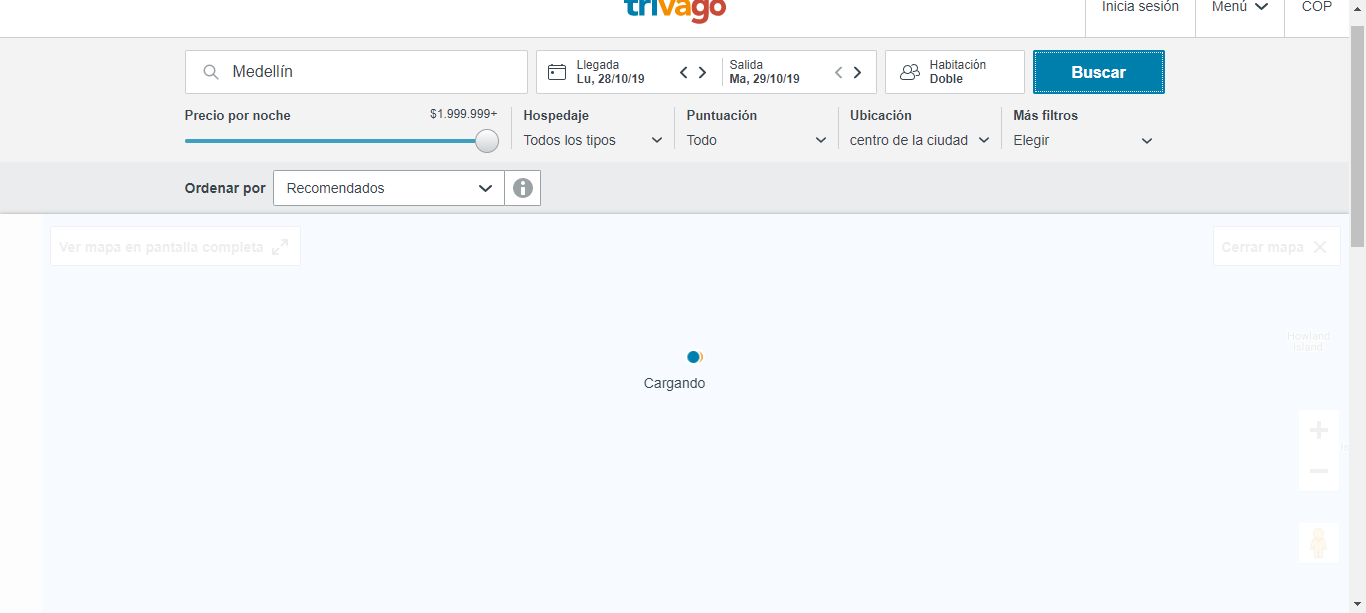 trivago
Inicia sesión
Menú
COP
Medellín
Llegada
Lu, 28/10/19
Salida
Ma, 29/10/19
Habitación
Doble
Buscar
Precio por noche
$1.999.999+
Hospedaje
Todos los tipos
Puntuación
Todo
Ubicación
centro de la ciudad
Más filtros
Elegir
Ordenar por
Recomendados
Ver mapa en pantalla completa
Cerrar mapa
Howland
Island
Cargando